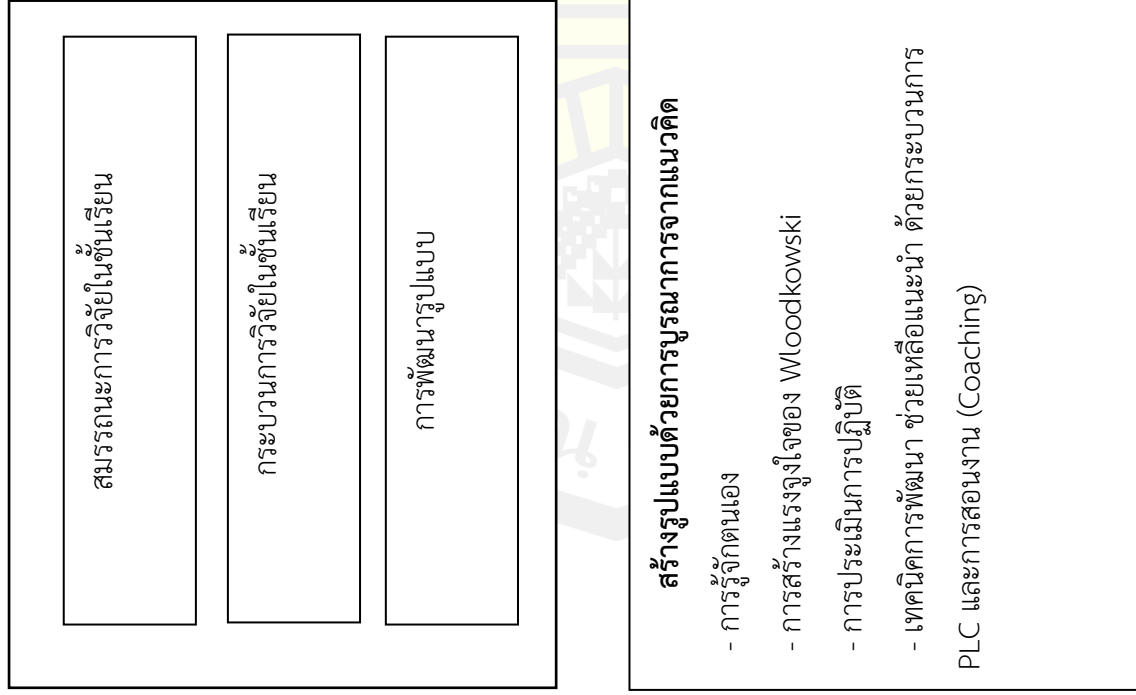 สมรรถนะการวิจัยในชั้นเรียน
กระบวนการวิจัยในชั้นเรียน
การพัฒนารูปแบบ
สร้างรูปแบบด้วยการบูรณาการจากแนวคิด
- การรู้จักตนเอง
- การสร้างแรงจูงใจของ Wloodkowski
- การประเมินการปฏิบัติ
- เทคนิคการพัฒนา ช่วยเหลือแนะนำ ด้วยกระบวนการ
PLC และการสอนงาน (Coaching)